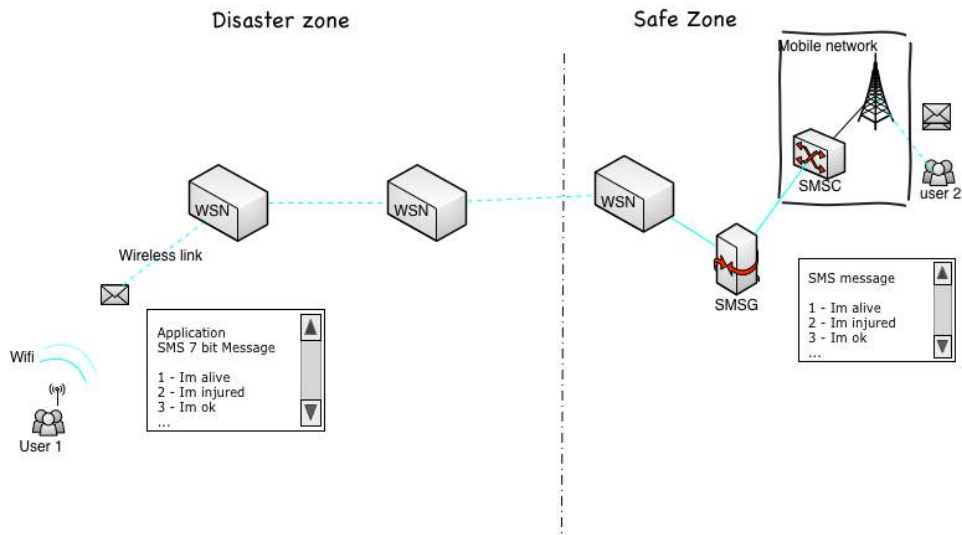 Disaster zone
Safe Zone
Mobile network
SMSC
user 2
WSN
WSN
WSN
Wireless link
SMSG
SMS message
1 - Im alive
2 - Im injured
3 - Im ok
...
Application
SMS 7 bit Message
1 - Im alive
2 - Im injured
3 - Im ok
...
Wifi
User 1